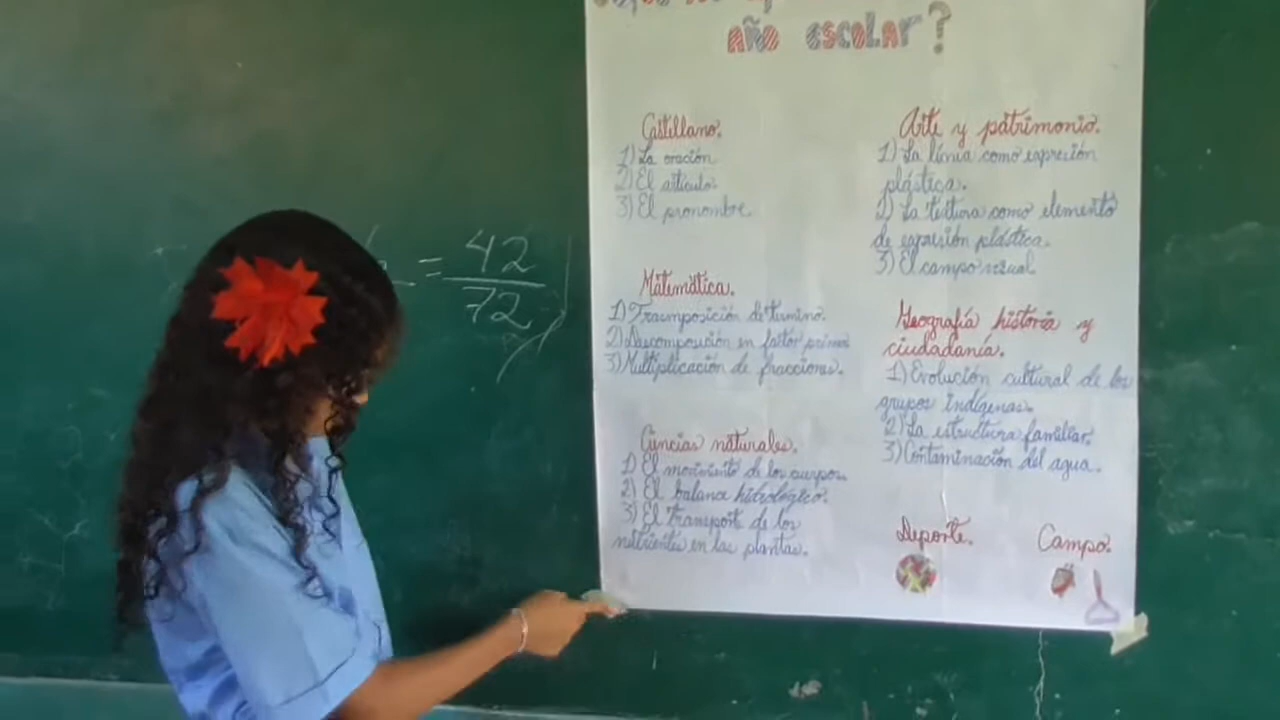 año escolar?
Castellano.
1) La oración
2) El artículo.
3) El pronombre.
Matemática.
1) Trasmposición de termino.
2) Descomposición en factor primos
3) Multiplicación de fracciones.
Ciencias naturales.
1) El movimiento de los cuerpos.
2) El balance hidrológico.
3) El transporte de los
nutrientes en las plantas.
Arte y patrimonio.
1) La línia como expresión
plástica.
2) La textura como elemento
de expresión plástica.
3) El campo visual
Geografía historia y
ciudadanía.
1) Evolución cultural de los
grupos indígenas.
2) La estructura familiar.
3) Contaminación del agua.
Deporte.
Campo.
= 42
72